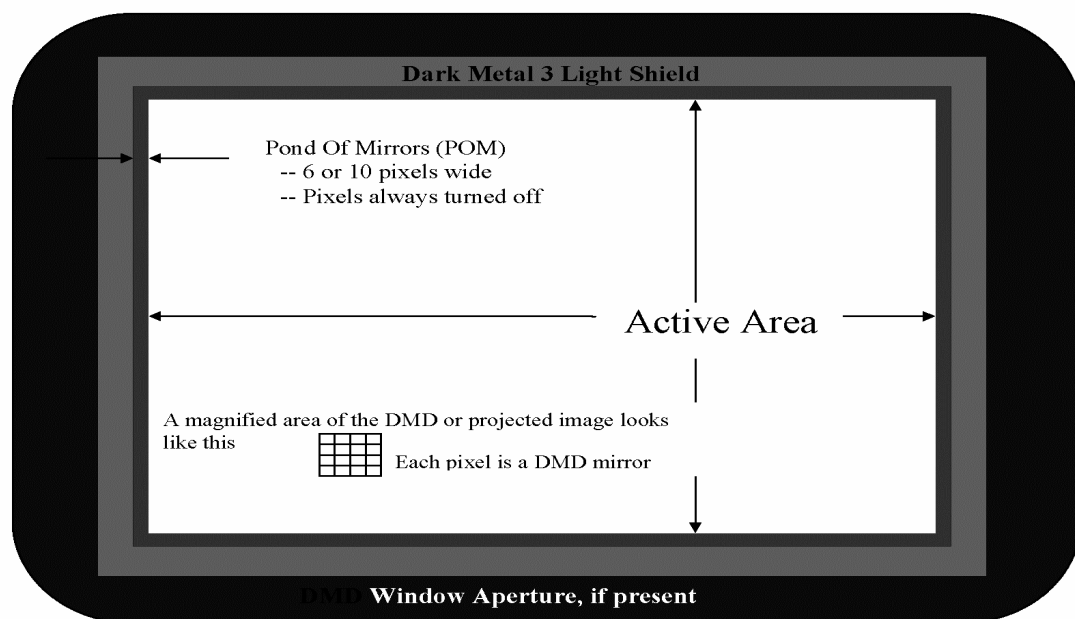 Dark Metal 3 Light Shield
Pond Of Mirrors (POM)
-- 6 or 10 pixels wide
-- Pixels always turned off
Active Area
A magnified area of the DMD or projected image looks
like this
Each pixel is a DMD mirror
DMD Window Aperture, if present